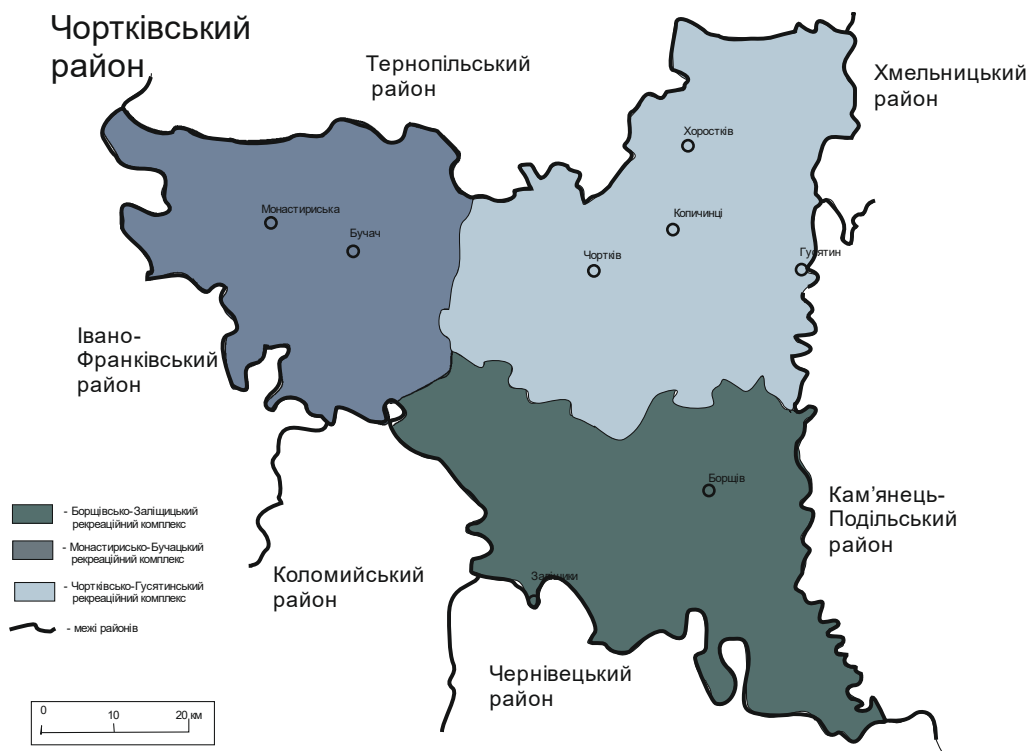 Чортківський
район
Тернопільський
район
Хмельницький
район
Хоростків
Монастириська
Бучач
Копичинці
Чортків
Гусятин
Івано-
Франківський
район
Борщів
Кам'янець-
Подільський
район
- Борщівсько-Заліщицький
рекреаційний комплекс
- Монастирисько-Бучацький
рекреаційний комплекс
- Чортківсько-Гусятинський
рекреаційний комплекс
- межі районів
Коломийський
район
Заліщики
Чернівецький
район
0 10 20 км